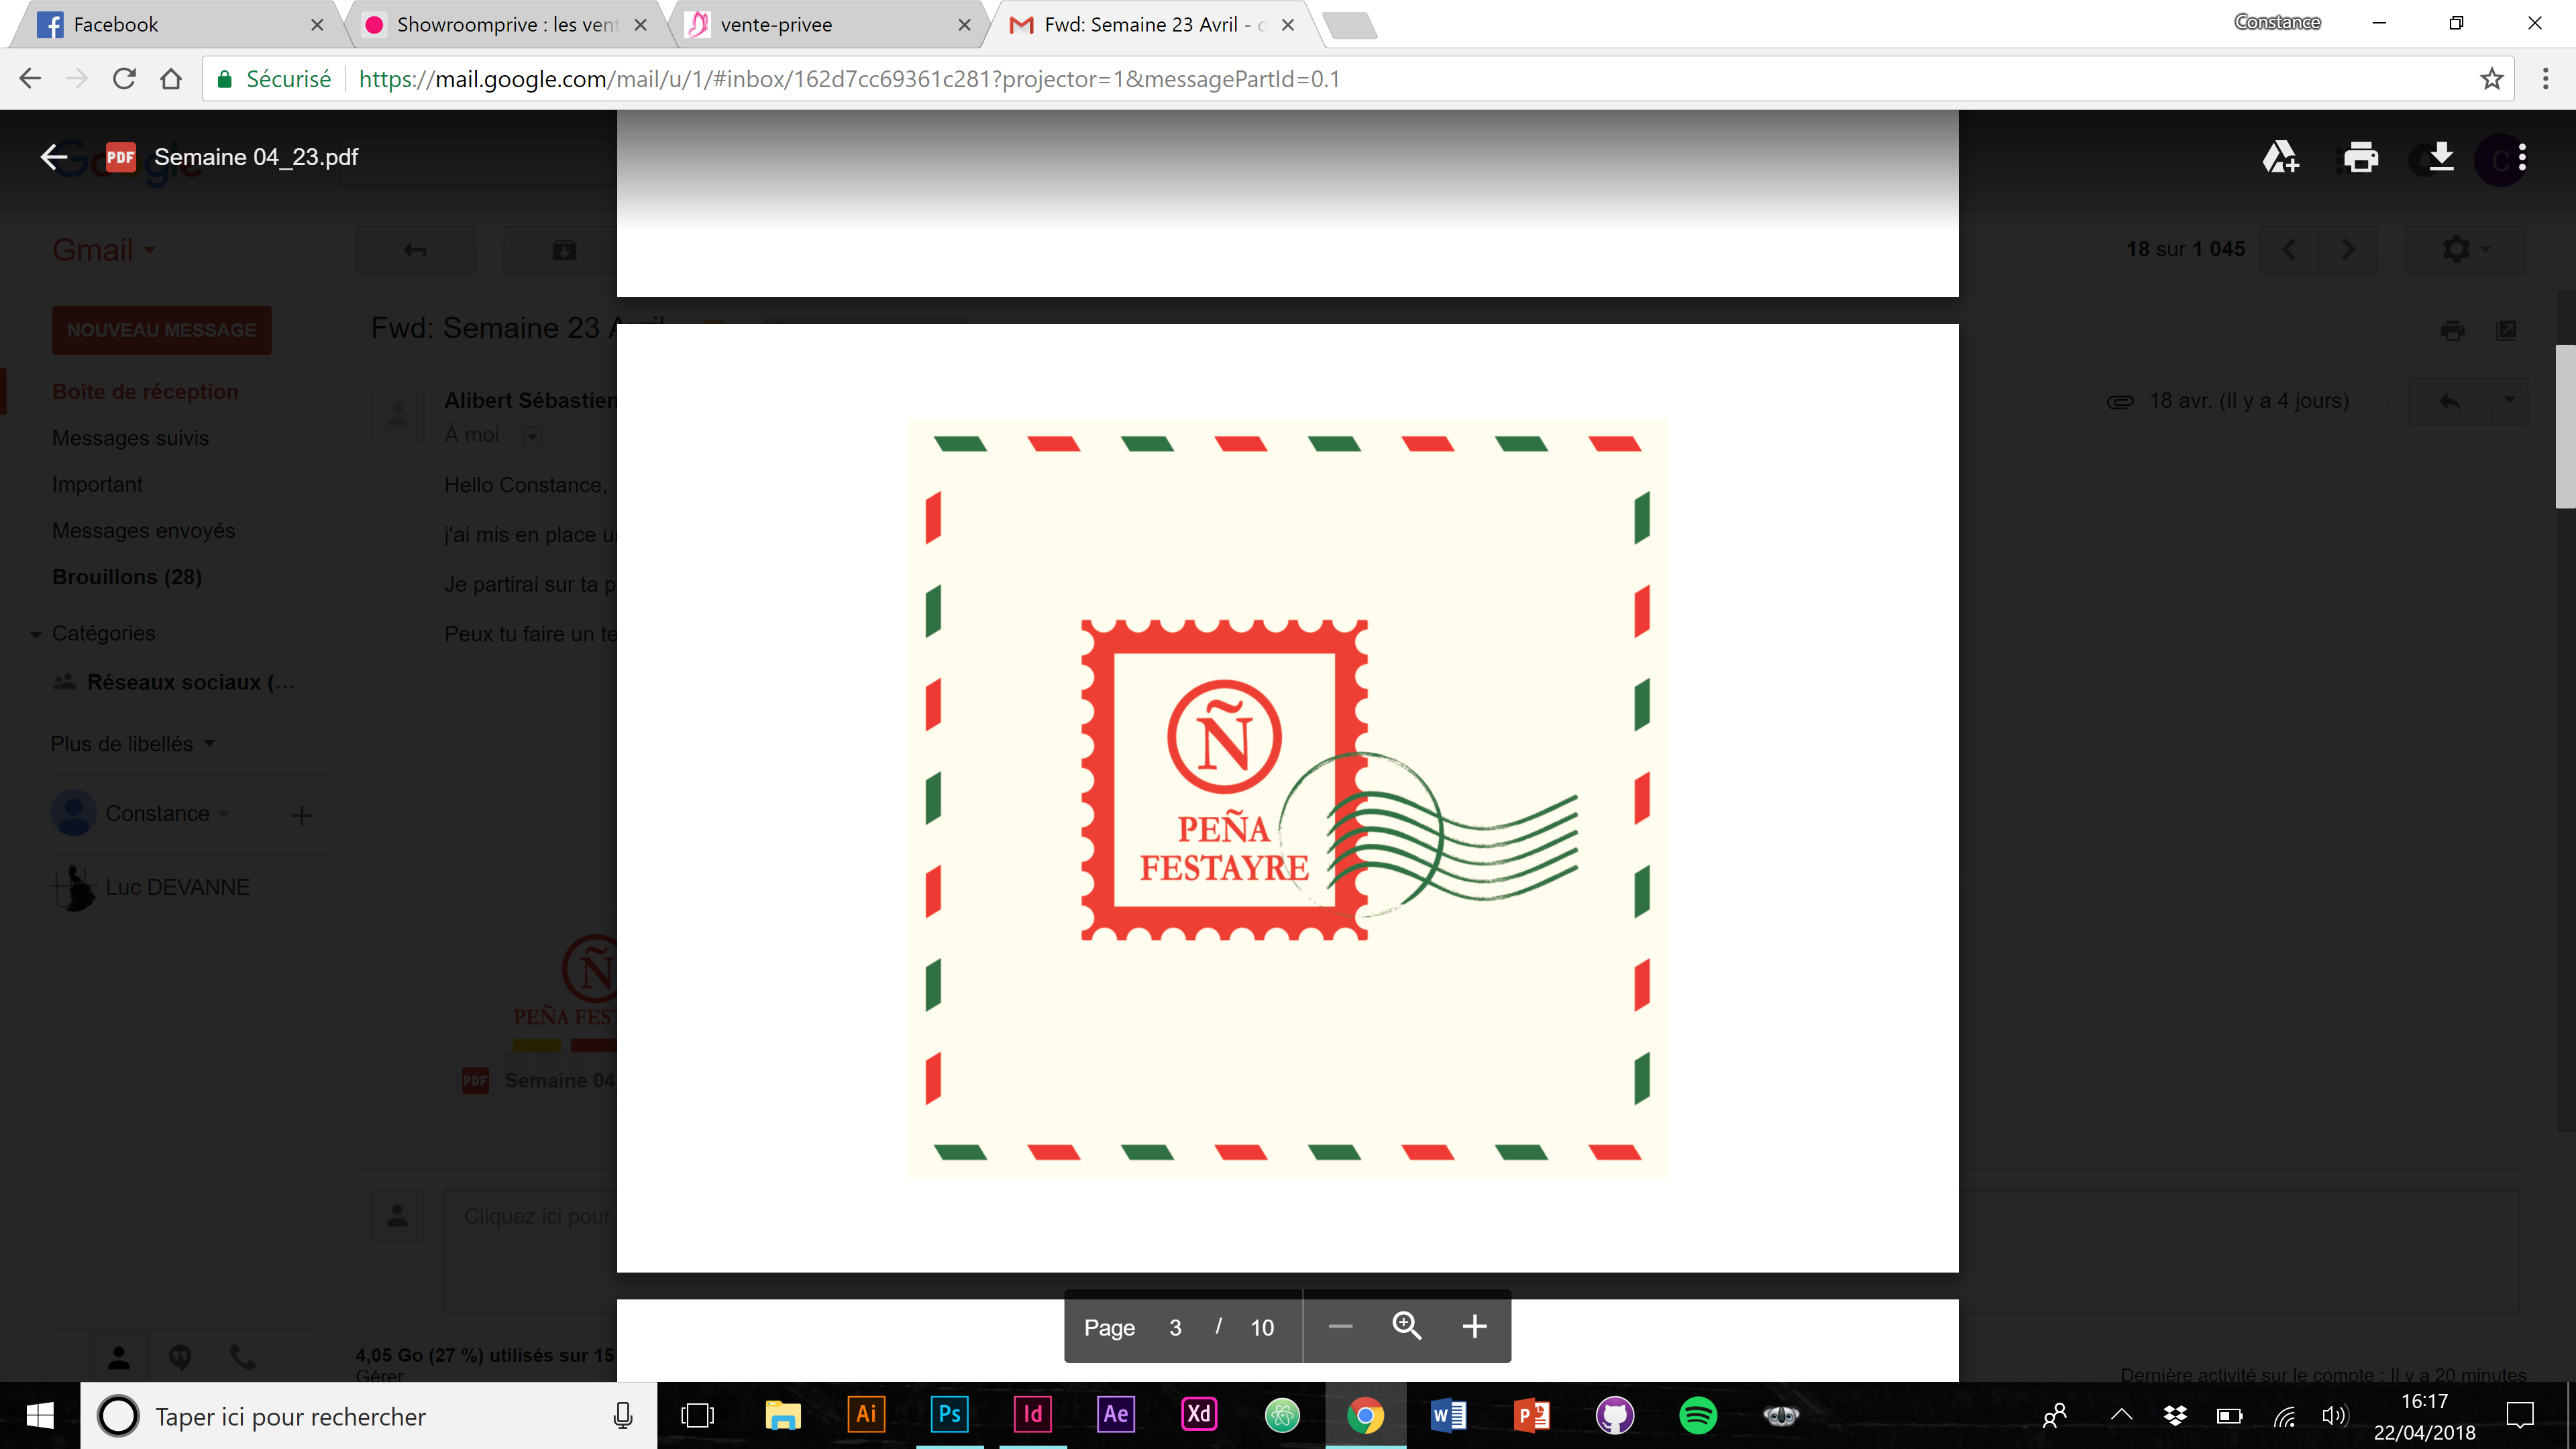 Facebook
Showroomprive : les vent
vente-privee
Fwd: Semaine 23 Avril - d
Constance
Sécurisé
https://mail.google.com/mail/u/1/#inbox/162d7cc69361c281?projector=1&messagePartId=0.1
Google
PDF
Semaine 04_23.pdf
C
Gmail
18 sur 1 045
NOUVEAU MESSAGE
Fwd: Semaine 23 Avril
Boîte de réception
Messages suivis
Important
Messages envoyés
Brouillons (28)
Catégories
Réseaux sociaux (...
Plus de libellés
Constance
Luc DEVANNE
Alibert Sébastien
À moi
18 avr. (Il y a 4 jours)
Hello Constance,
j'ai mis en place u
Je partirai sur ta p
Peux tu faire un te
Ñ
PEÑA FEST
PDF
Semaine 04
Ñ
PEÑA
FESTAYRE
Cliquez ici pour
Page 3 / 10
4,05 Go (27 %) utilisés sur 15
Gérer
Dernière activité sur le compte : Il y a 20 minutes
Taper ici pour rechercher
Ai
Ps
Id
Ae
Xd
W
P
16:17
22/04/2018